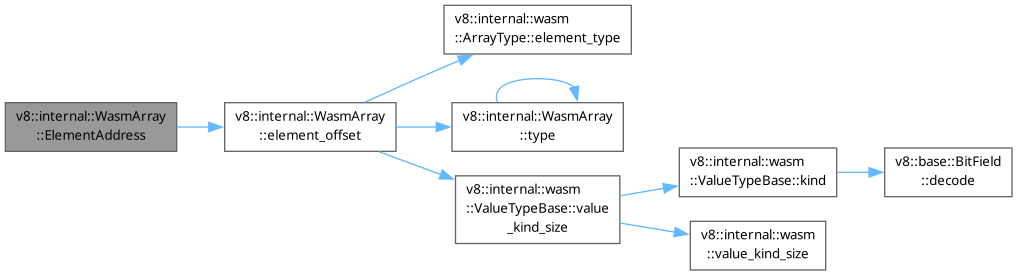 v8::internal::WasmArray
::ElementAddress
v8::internal::WasmArray
::element_offset
v8::internal::wasm
::ArrayType::element_type
v8::internal::WasmArray
::type
v8::internal::wasm
::ValueTypeBase::value
_kind_size
v8::internal::wasm
::ValueTypeBase::kind
v8::internal::wasm
::value_kind_size
v8::base::BitField
::decode